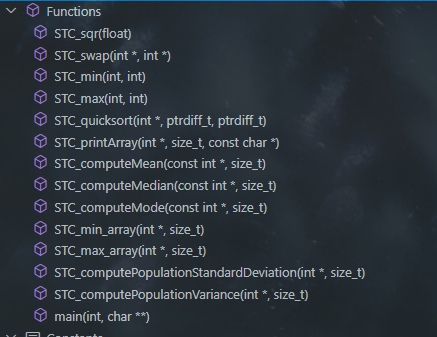 Functions
STC_sqr(float)
STC_swap(int *, int *)
STC_min(int, int)
STC_max(int, int)
STC_quicksort(int *, ptrdiff_t, ptrdiff_t)
STC_printArray(int *, size_t, const char *)
STC_computeMean(const int *, size_t)
STC_computeMedian(const int *, size_t)
STC_computeMode(const int *, size_t)
STC_min_array(int *, size_t)
STC_max_array(int *, size_t)
STC_computePopulationStandardDeviation(int *, size_t)
STC_computePopulationVariance(int *, size_t)
main(int, char **)
Constants